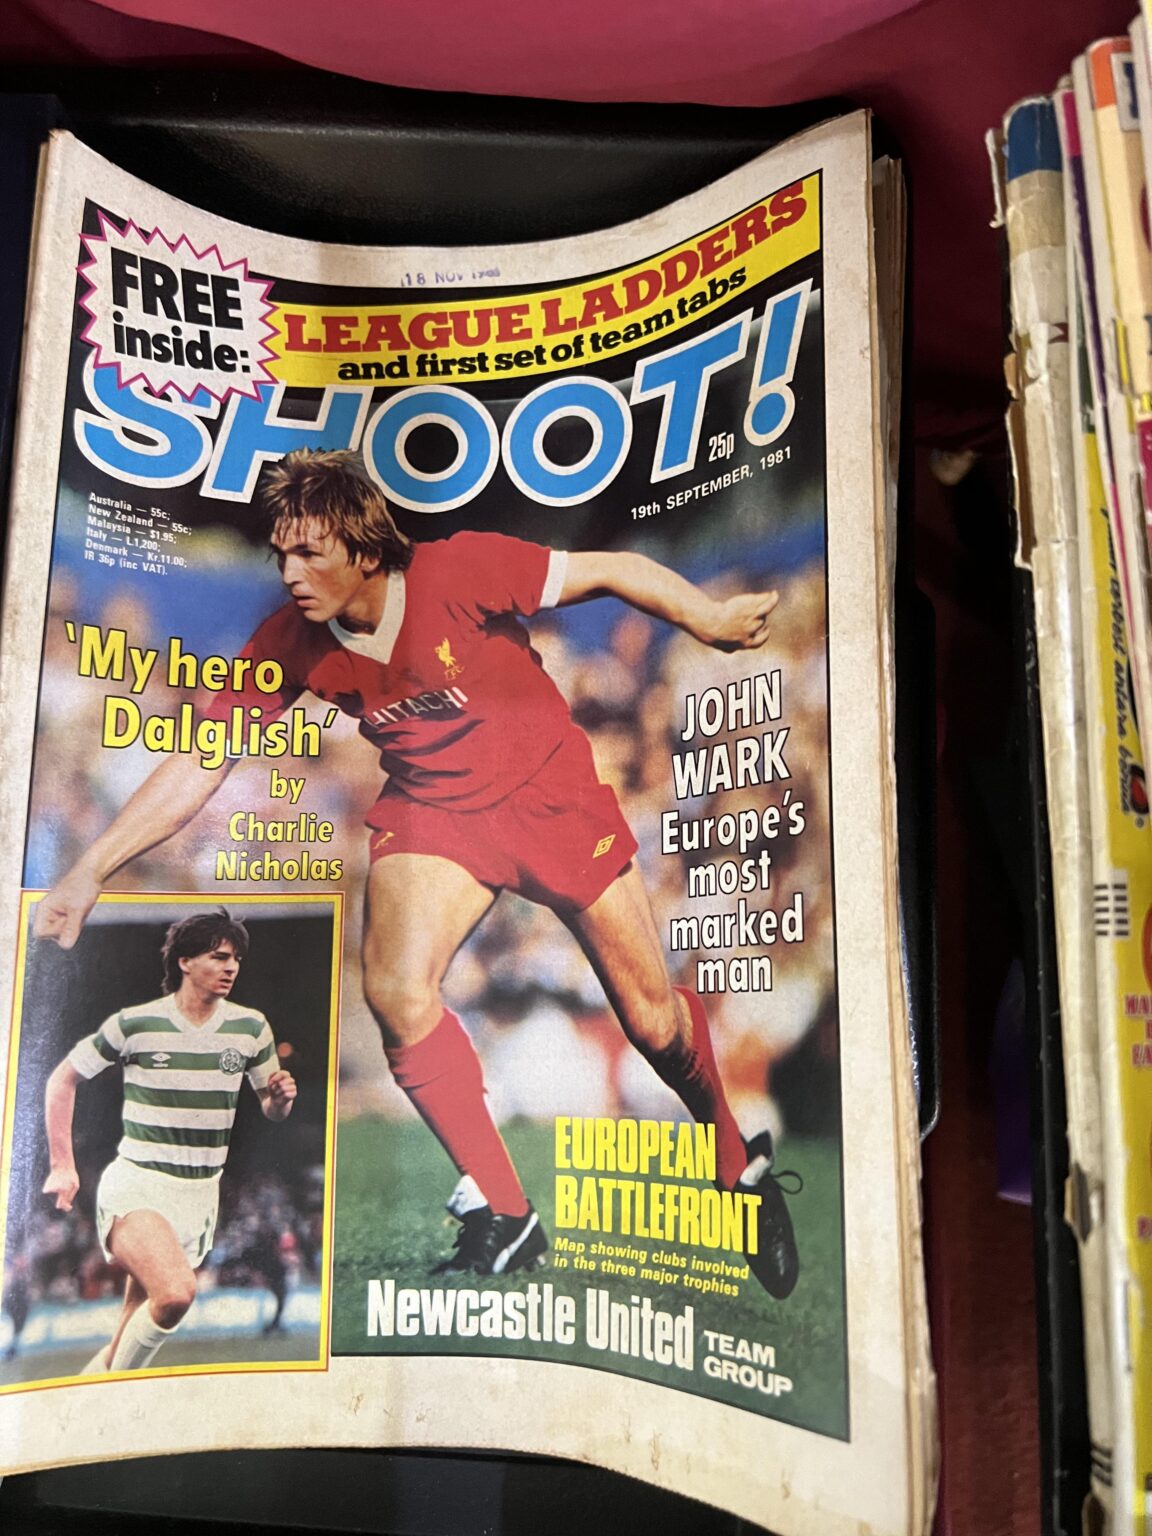 FREE
inside:
18 NOV
LEAGUE LADDERS
and first set of team tabs
SHOOT!
25p
19th SEPTEMBER, 1981
Australia — 55c;
New Zealand — 55c;
Malaysia — $1.95;
Italy — L1,200;
Denmark — Kr.11.00;
IR 36p (inc VAT).
'My hero
Dalglish'
by
Charlie
Nicholas
L.F.C.
HITACHI
JOHN
WARK
Europe's
most
marked
man
EUROPEAN
BATTLEFRONT
Map showing clubs involved
in the three major trophies
Newcastle United
TEAM
GROUP